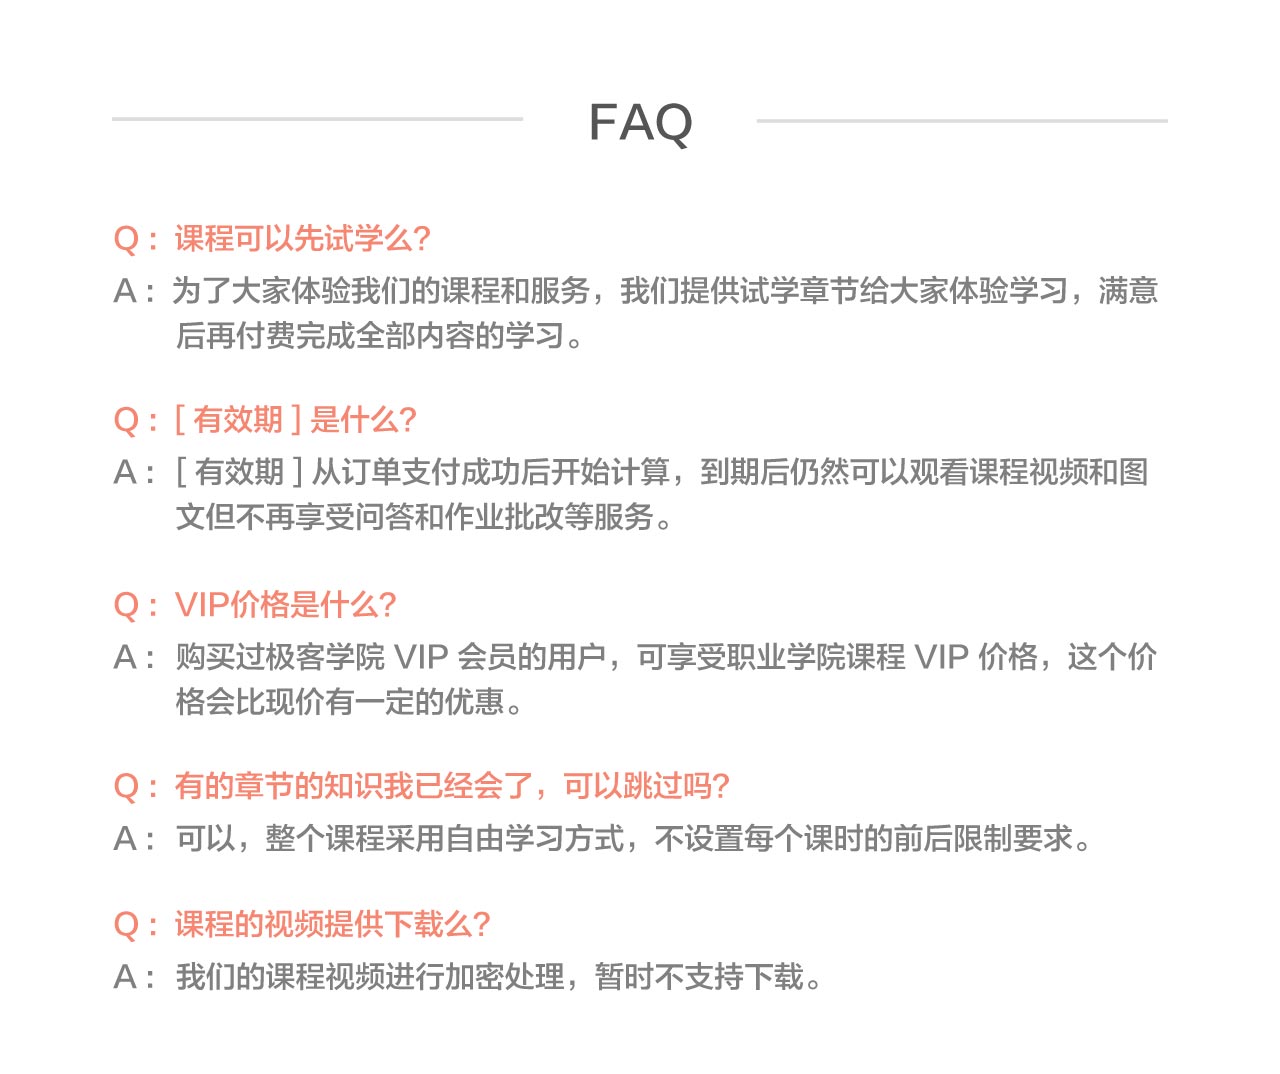 FAQ
Q： 课程可以先试学么?
A： 为了大家体验我们的课程和服务，我们提供试学章节给大家体验学习，满意
后再付费完成全部内容的学习。
Q： [ 有效期 ] 是什么?
A： [ 有效期 ] 从订单支付成功后开始计算，到期后仍然可以观看课程视频和图
文但不再享受问答和作业批改等服务。
Q： VIP价格是什么?
A： 购买过极客学院 VIP 会员的用户，可享受职业学院课程 VIP 价格，这个价
格会比现价有一定的优惠。
Q： 有的章节的知识我已经会了，可以跳过吗?
A： 可以，整个课程采用自由学习方式，不设置每个课时的前后限制要求。
Q： 课程的视频提供下载么?
A： 我们的课程视频进行加密处理，暂时不支持下载。